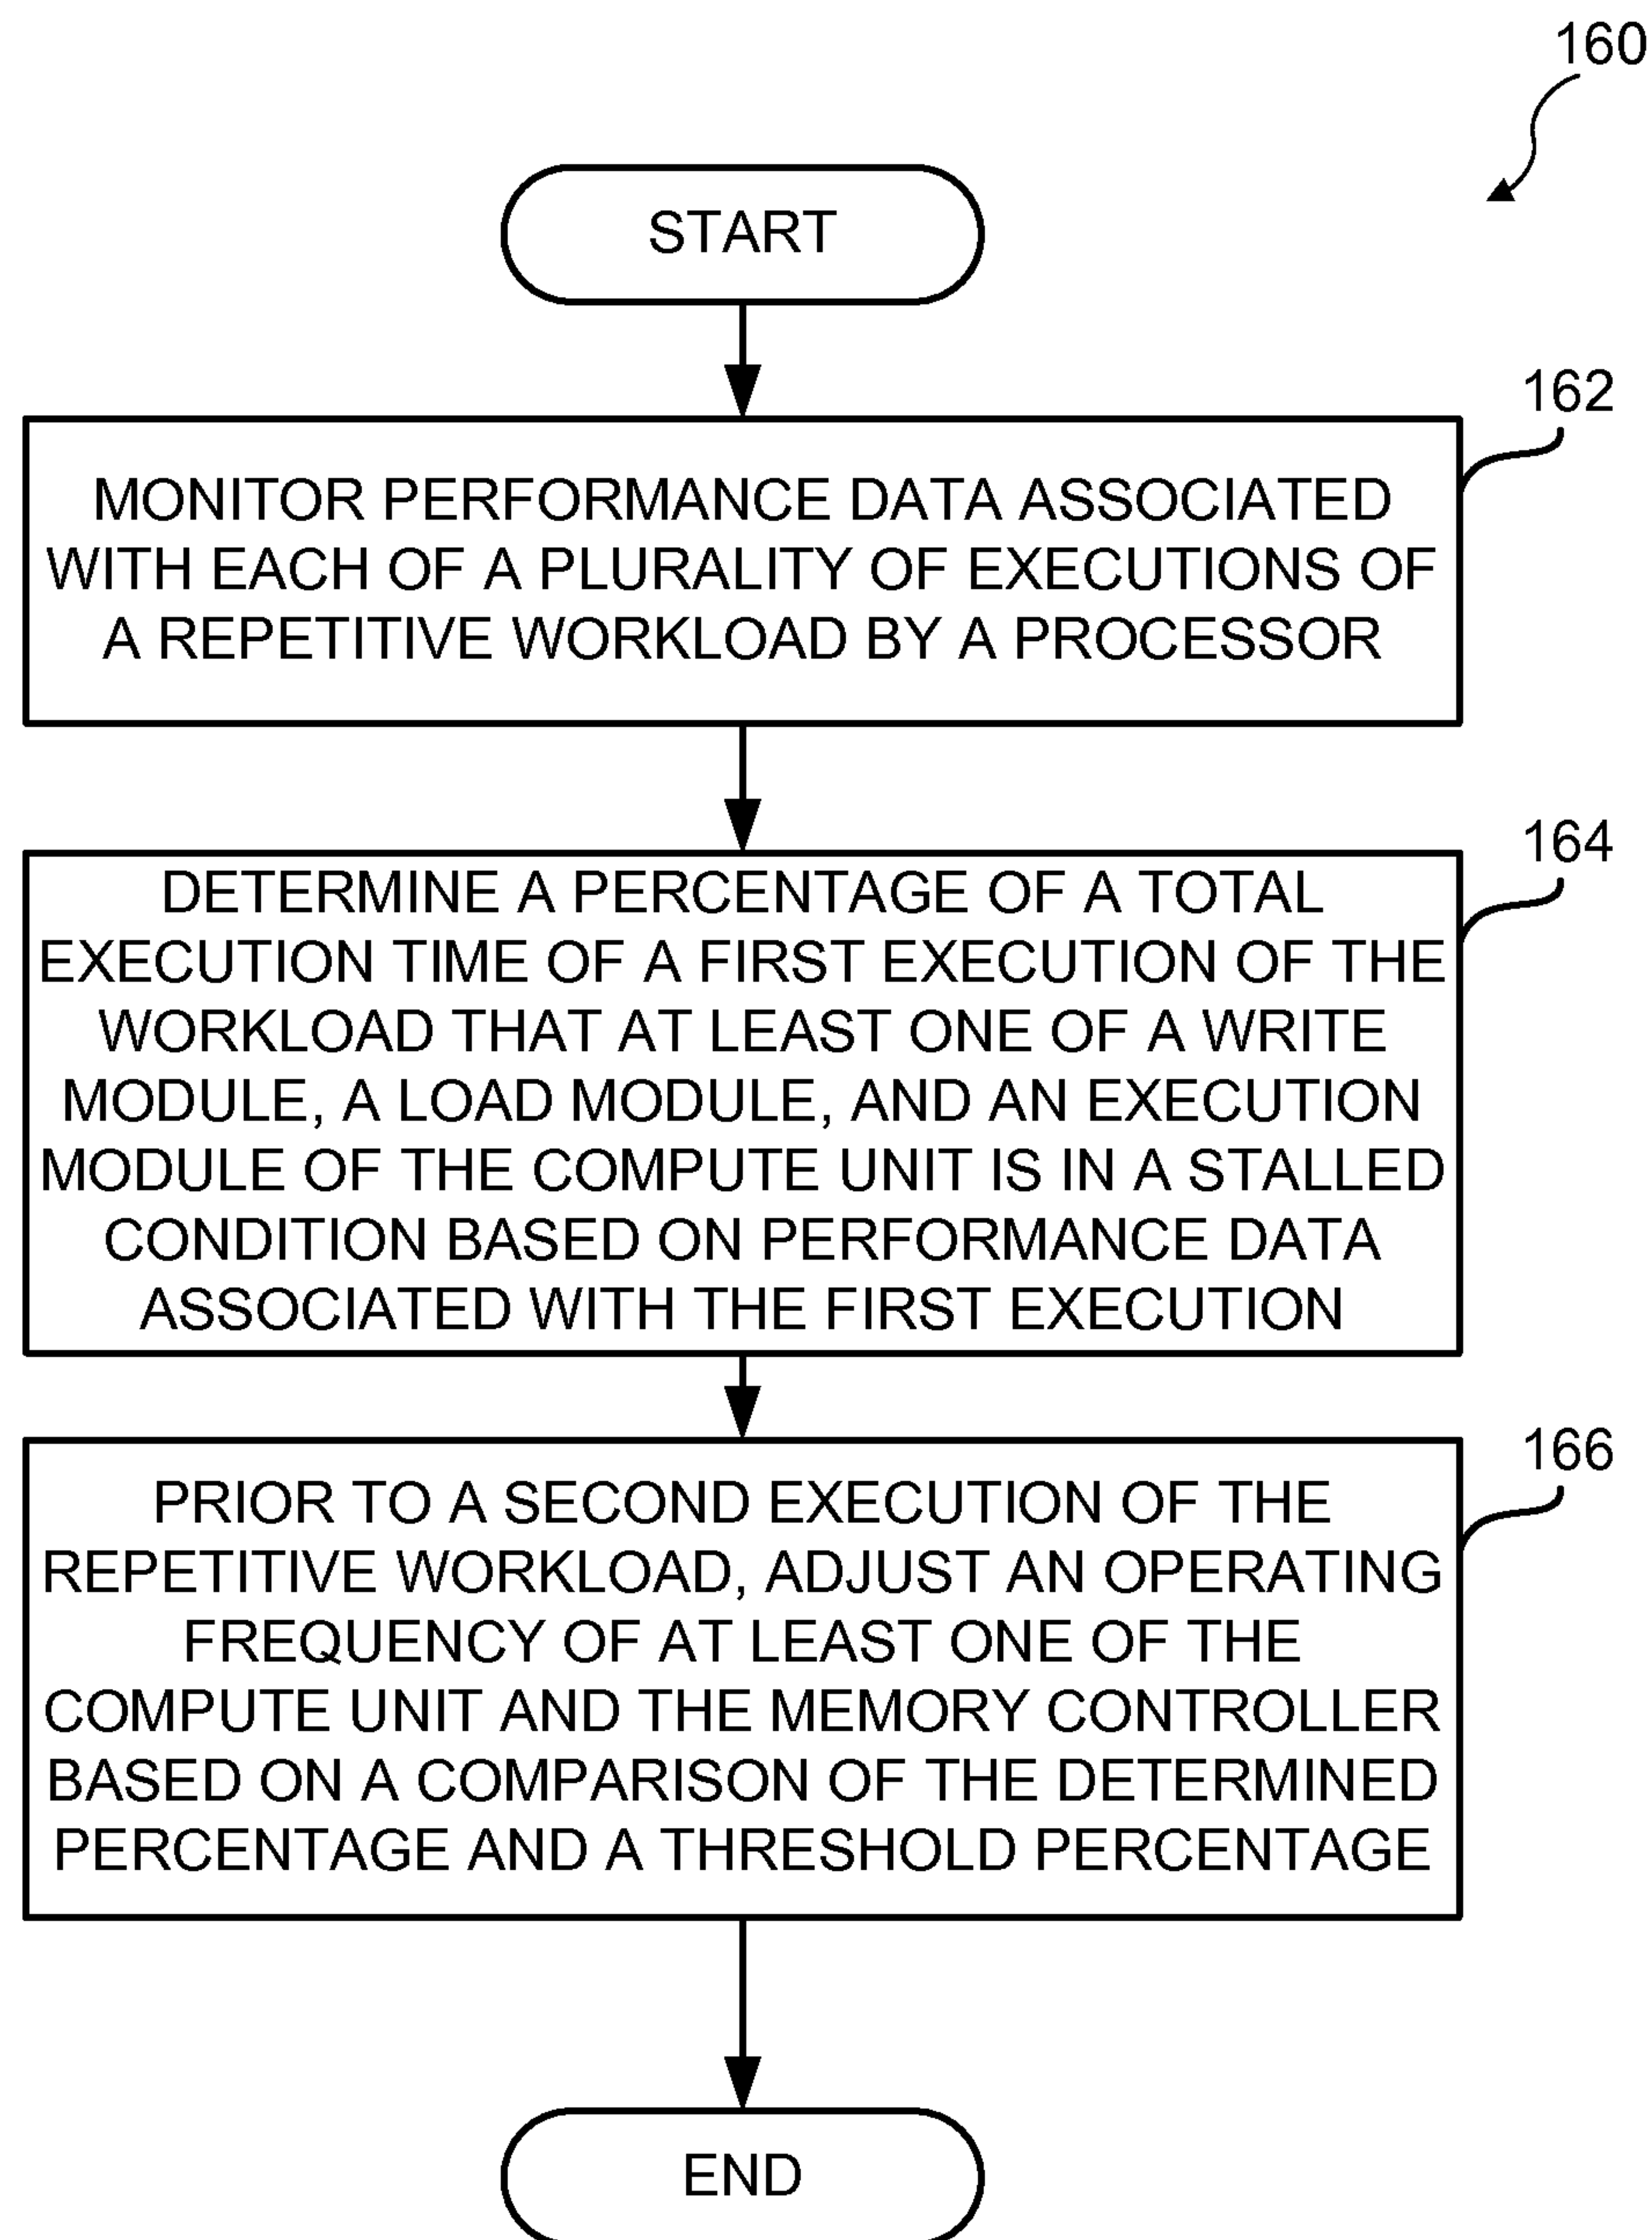 160
START
162
MONITOR PERFORMANCE DATA ASSOCIATED
WITH EACH OF A PLURALITY OF EXECUTIONS OF
A REPETITIVE WORKLOAD BY A PROCESSOR
164
DETERMINE A PERCENTAGE OF A TOTAL
EXECUTION TIME OF A FIRST EXECUTION OF THE
WORKLOAD THAT AT LEAST ONE OF A WRITE
MODULE, A LOAD MODULE, AND AN EXECUTION
MODULE OF THE COMPUTE UNIT IS IN A STALLED
CONDITION BASED ON PERFORMANCE DATA
ASSOCIATED WITH THE FIRST EXECUTION
166
PRIOR TO A SECOND EXECUTION OF THE
REPETITIVE WORKLOAD, ADJUST AN OPERATING
FREQUENCY OF AT LEAST ONE OF THE
COMPUTE UNIT AND THE MEMORY CONTROLLER
BASED ON A COMPARISON OF THE DETERMINED
PERCENTAGE AND A THRESHOLD PERCENTAGE
END